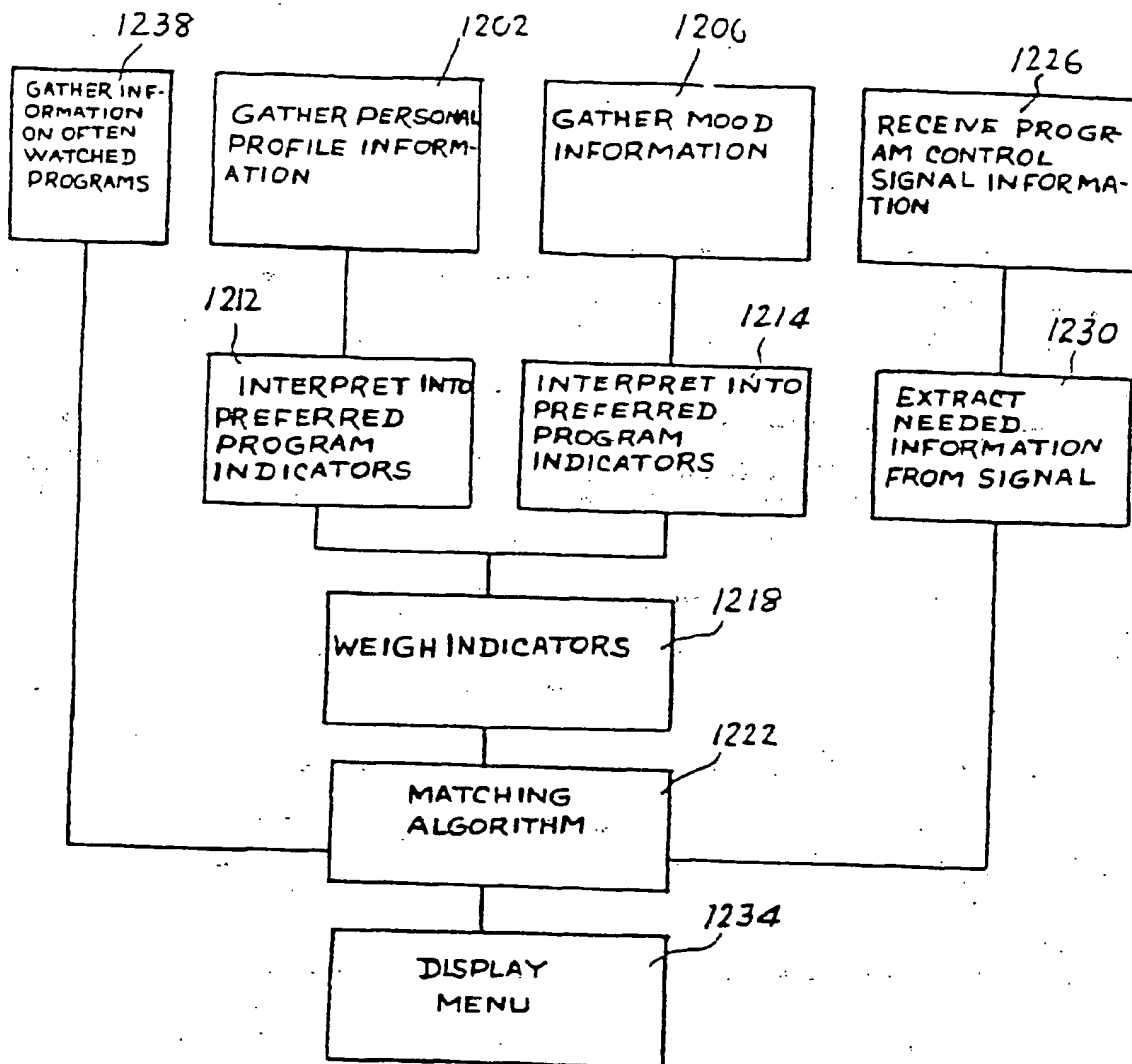 1238
1202
1206
1226
GATHER INF-
ORMATION
ON OFTEN
WATCHED
PROGRAMS
GATHER PERSONAL
PROFILE INFORM-
ATION
GATHER MOOD
INFORMATION
RECEIVE PROGR-
AM CONTROL
SIGNAL INFORMA-
TION
1212
1214
1230
INTERPRET INTO
PREFERRED
PROGRAM
INDICATORS
INTERPRET INTO
PREFERRED
PROGRAM
INDICATORS
EXTRACT
NEEDED
INFORMATION
FROM SIGNAL
1218
WEIGH INDICATORS
1222
MATCHING
ALGORITHM
1234
DISPLAY
MENU